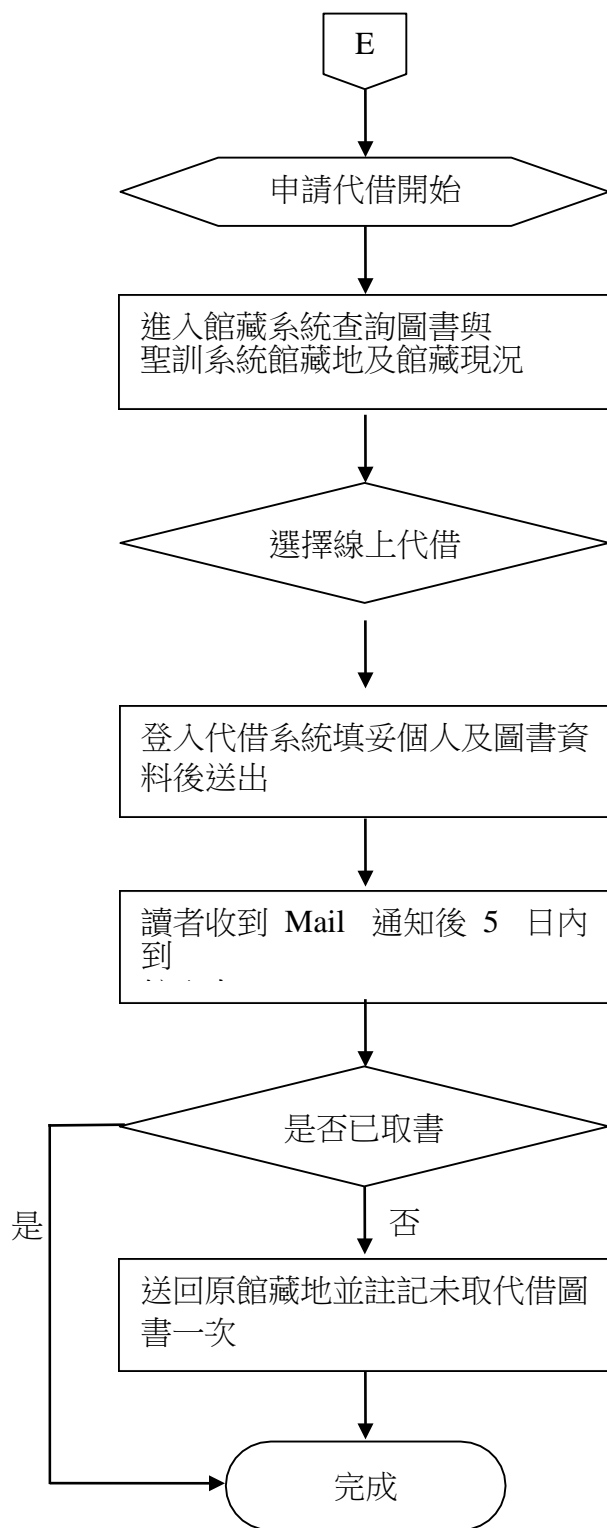 E
申請代借開始
進入館藏系統查詢圖書與
聖訓系統館藏地及館藏現況
選擇線上代借
登入代借系統填妥個人及圖書資
料後送出
讀者收到 Mail 通知後 5 日內
到
是否已取書
是
否
送回原館藏地並註記未取代借圖
書一次
完成